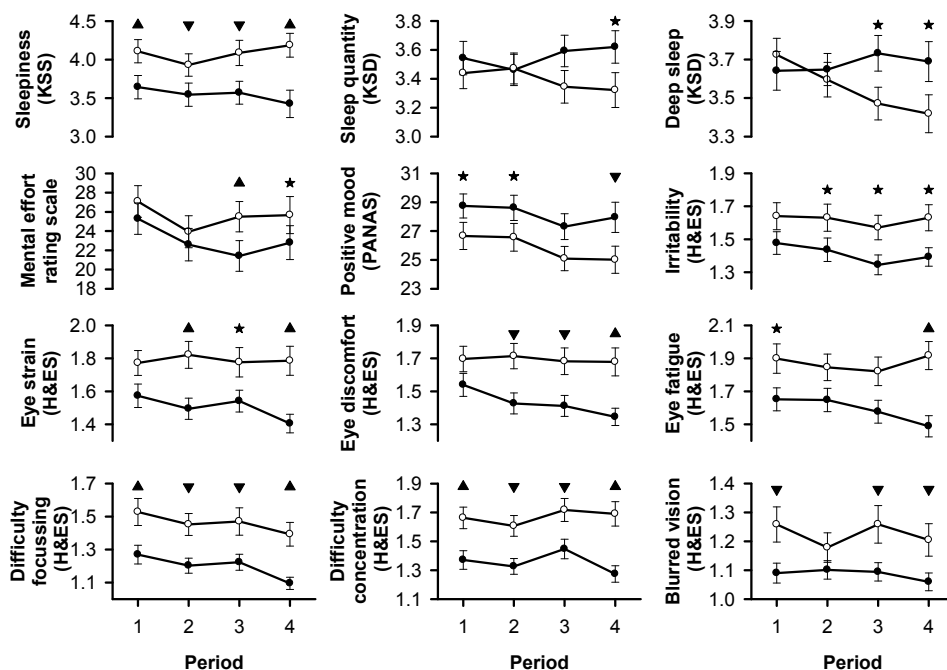 Sleepiness
(KSS)
4.5
4.0
3.5
3.0
Sleep quantity
(KSD)
3.8
3.6
3.4
3.2
3.0
Deep sleep
(KSD)
3.9
3.7
3.5
3.3
Mental effort
rating scale
30
28
26
24
22
20
18
Positive mood
(PANAS)
31
29
27
25
23
Irritability
(H&ES)
1.9
1.7
1.5
1.3
Eye strain
(H&ES)
2.0
1.8
1.6
1.4
Eye discomfort
(H&ES)
1.9
1.7
1.5
1.3
Eye fatigue
(H&ES)
2.1
1.9
1.7
1.5
Difficulty
focussing
(H&ES)
1.7
1.5
1.3
1.1
1 2 3 4
Period
Difficulty
concentration
(H&ES)
1.9
1.7
1.5
1.3
1.1
1 2 3 4
Period
Blurred vision
(H&ES)
1.4
1.3
1.2
1.1
1.0
1 2 3 4
Period